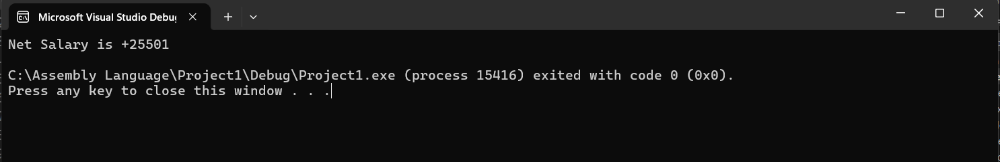 Microsoft Visual Studio Debu
Net Salary is +25501
C:\Assembly Language\Project1\Debug\Project1.exe (process 15416) exited with code 0 (0x0).
Press any key to close this window . . .